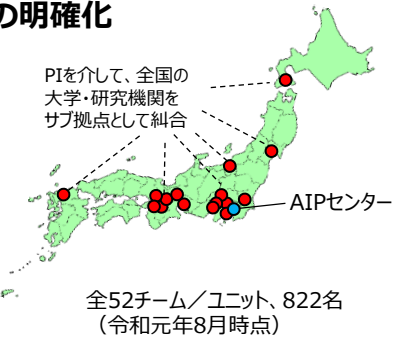 の明確化
PIを介して、全国の
大学・研究機関を
サブ拠点として糾合
AIPセンター
全52チーム／ユニット、822名
（令和元年8月時点）